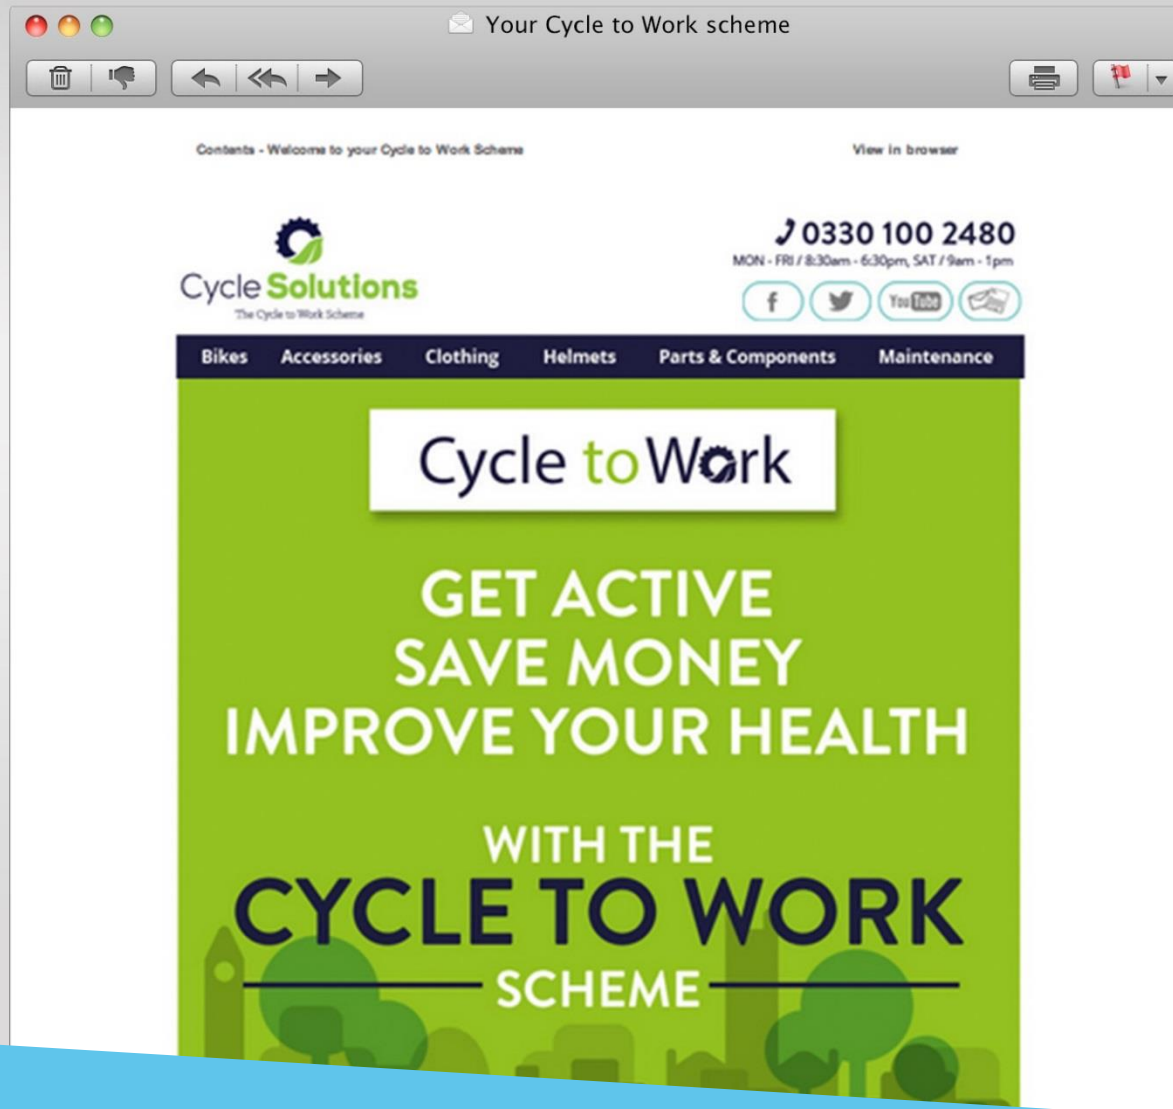 Your Cycle to Work scheme
Contents - Welcome to your Cycle to Work Scheme
View in browser
Cycle Solutions
The Cycle to Work Scheme
0330 100 2480
MON - FRI / 8:30am - 6:30pm, SAT / 9am - 1pm
f
You Tube
Bikes Accessories Clothing Helmets Parts & Components Maintenance
Cycle to Work
GET ACTIVE
SAVE MONEY
IMPROVE YOUR HEALTH
WITH THE
CYCLE TO WORK
SCHEME